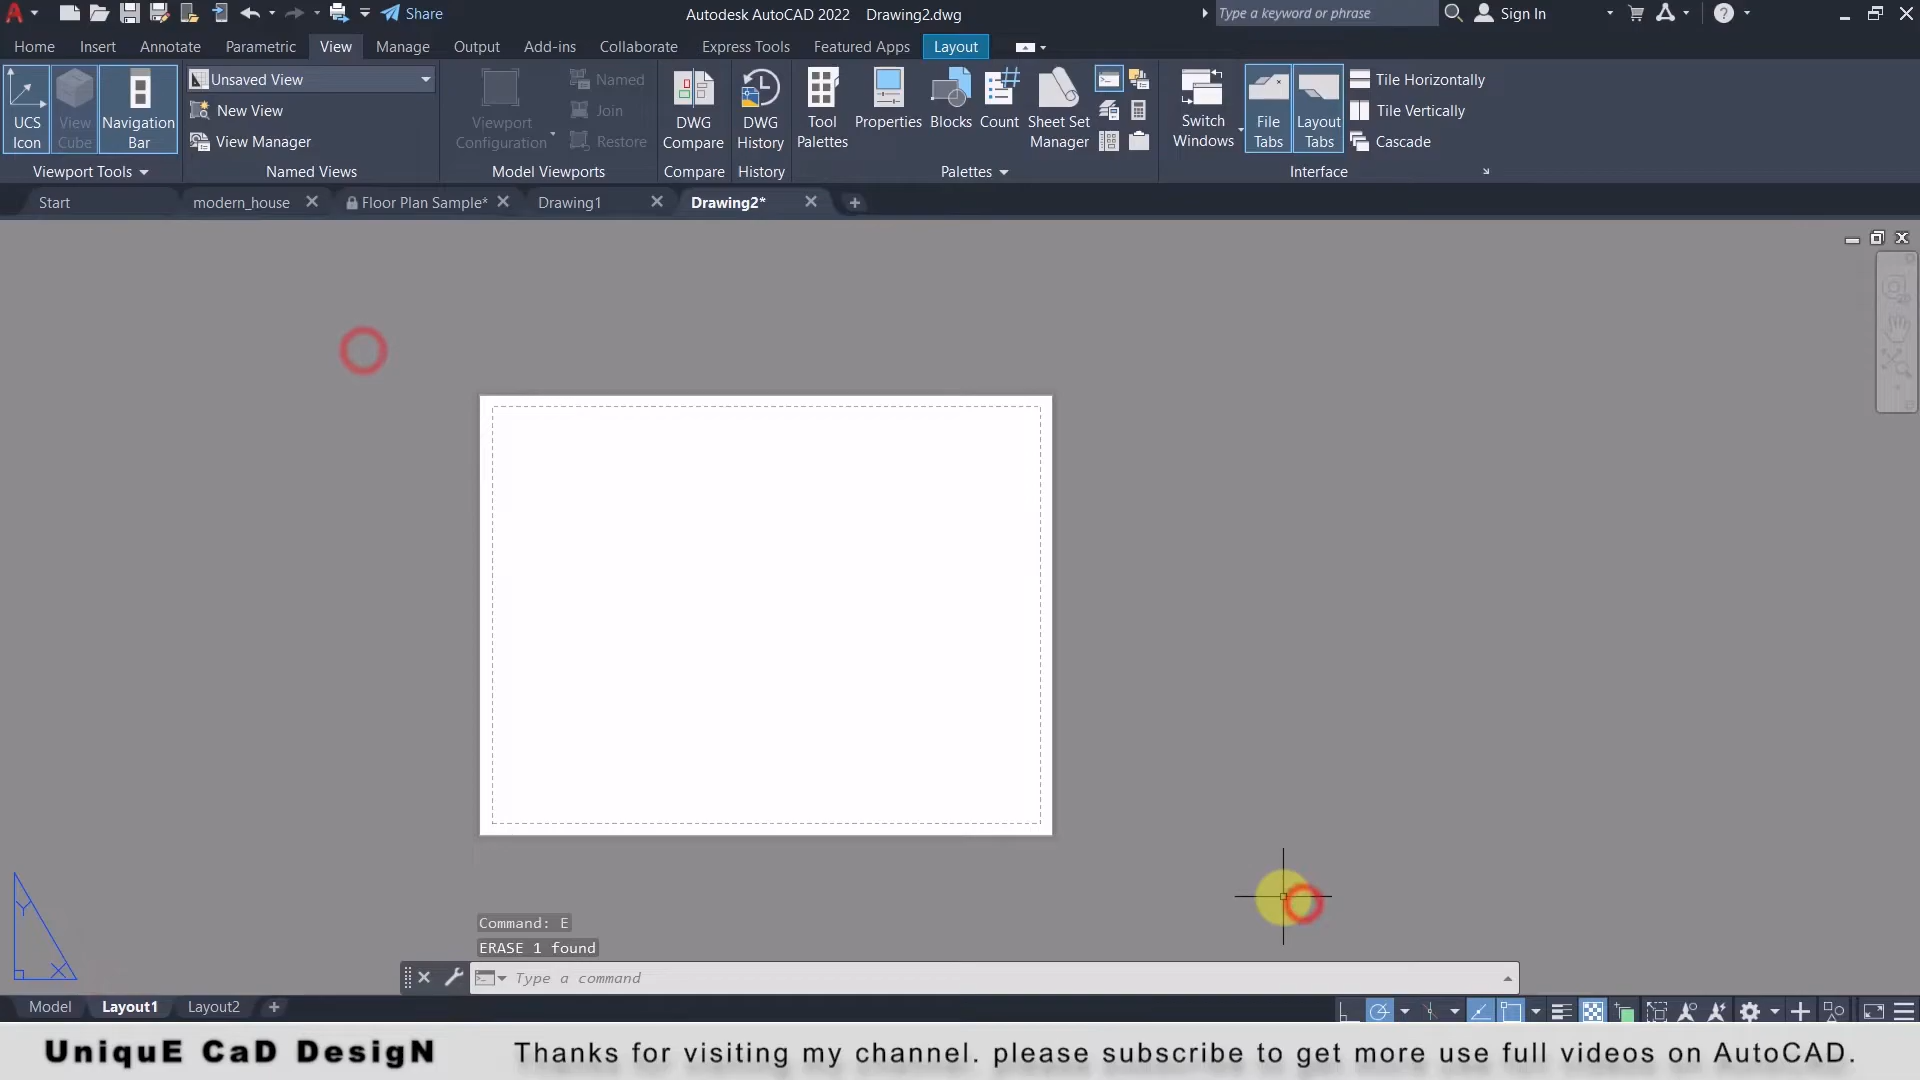 Share
Autodesk AutoCAD 2022 Drawing2.dwg
Type a keyword or phrase
Sign In
Home Insert Annotate Parametric View Manage Output Add-ins Collaborate Express Tools Featured Apps Layout
UCS Icon
View Cube
Navigation Bar
Viewport Tools
Unsaved View
New View
View Manager
Named Views
Viewport Configuration
Named
Join
Restore
Model Viewports
DWG Compare
Compare
DWG History
History
Tool Palettes
Properties
Blocks
Count
Sheet Set Manager
Palettes
Switch Windows
File Tabs
Layout Tabs
Tile Horizontally
Tile Vertically
Cascade
Interface
Start modern_house Floor Plan Sample* Drawing1 Drawing2*
Y
X
Command: E
ERASE 1 found
Type a command
Model Layout1 Layout2
UniquE CaD DesigN Thanks for visiting my channel. please subscribe to get more use full videos on AutoCAD.